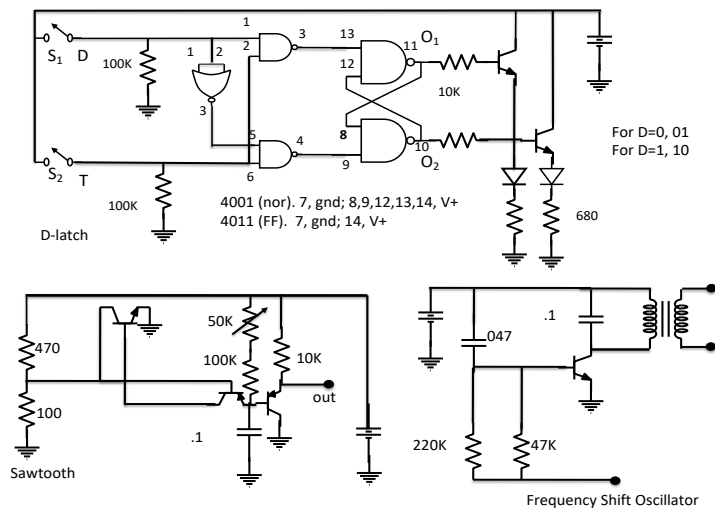 1
S1 D
1 2
100K
2
3
13
12
11
O1
10K
3
5
6
4
8
9
10
O2
S2 T
100K
For D=0, 01
For D=1, 10
4001 (nor). 7, gnd; 8,9,12,13,14, V+
4011 (FF). 7, gnd; 14, V+
680
D-latch
50K
470
100K
10K
100
out
.1
Sawtooth
.1
047
220K
47K
Frequency Shift Oscillator